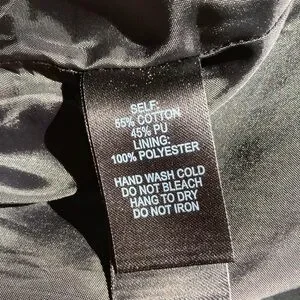 SELF:
55% COTTON
45% PU
LINING:
100% POLYESTER
HAND WASH COLD
DO NOT BLEACH
HANG TO DRY
DO NOT IRON